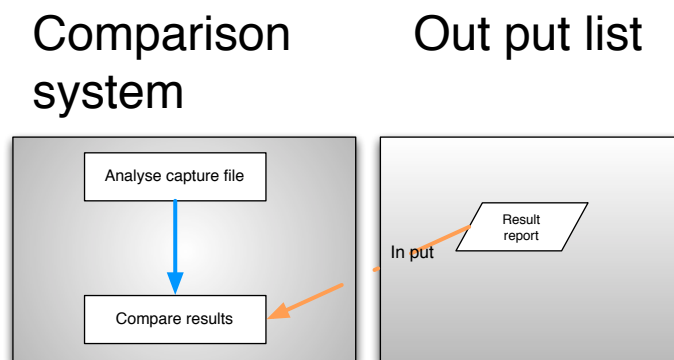 Comparison
system
Out put list
Analyse capture file
Result
report
In put
Compare results